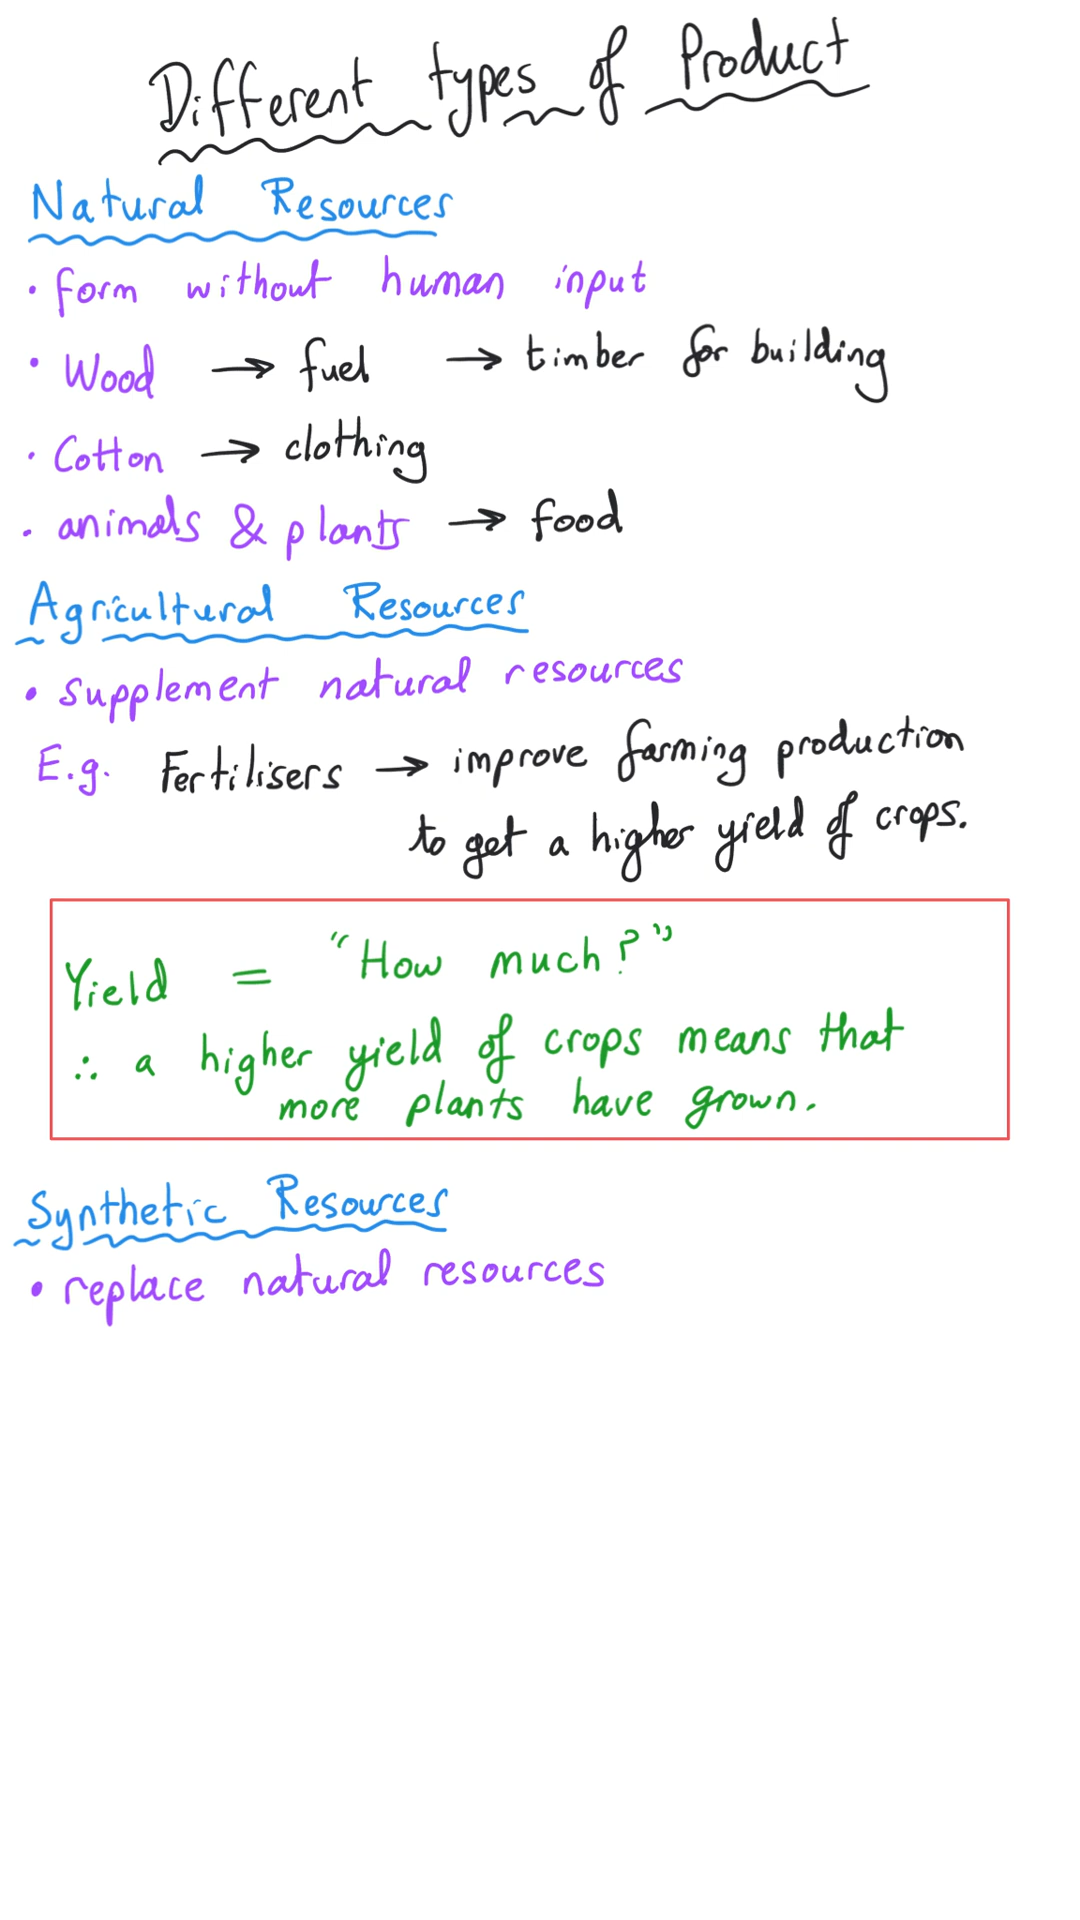 Different types of Product
Natural Resources
• form without human input
• Wood → fuel → timber for building
• Cotton → clothing
• animals & plants → food
Agricultural Resources
• supplement natural resources
E.g. Fertilisers → improve farming production
to get a higher yield of crops.
Yield = "How much?"
∴ a higher yield of crops means that
more plants have grown.
Synthetic Resources
• replace natural resources